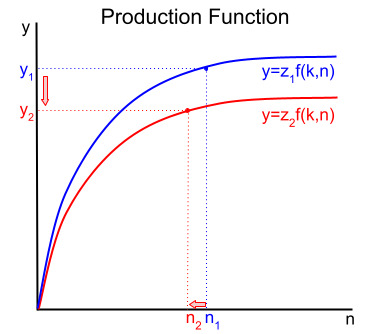 Production Function
y
y₁
y=z₁f(k,n)
y₂
y=z₂f(k,n)
n₂ n₁
n